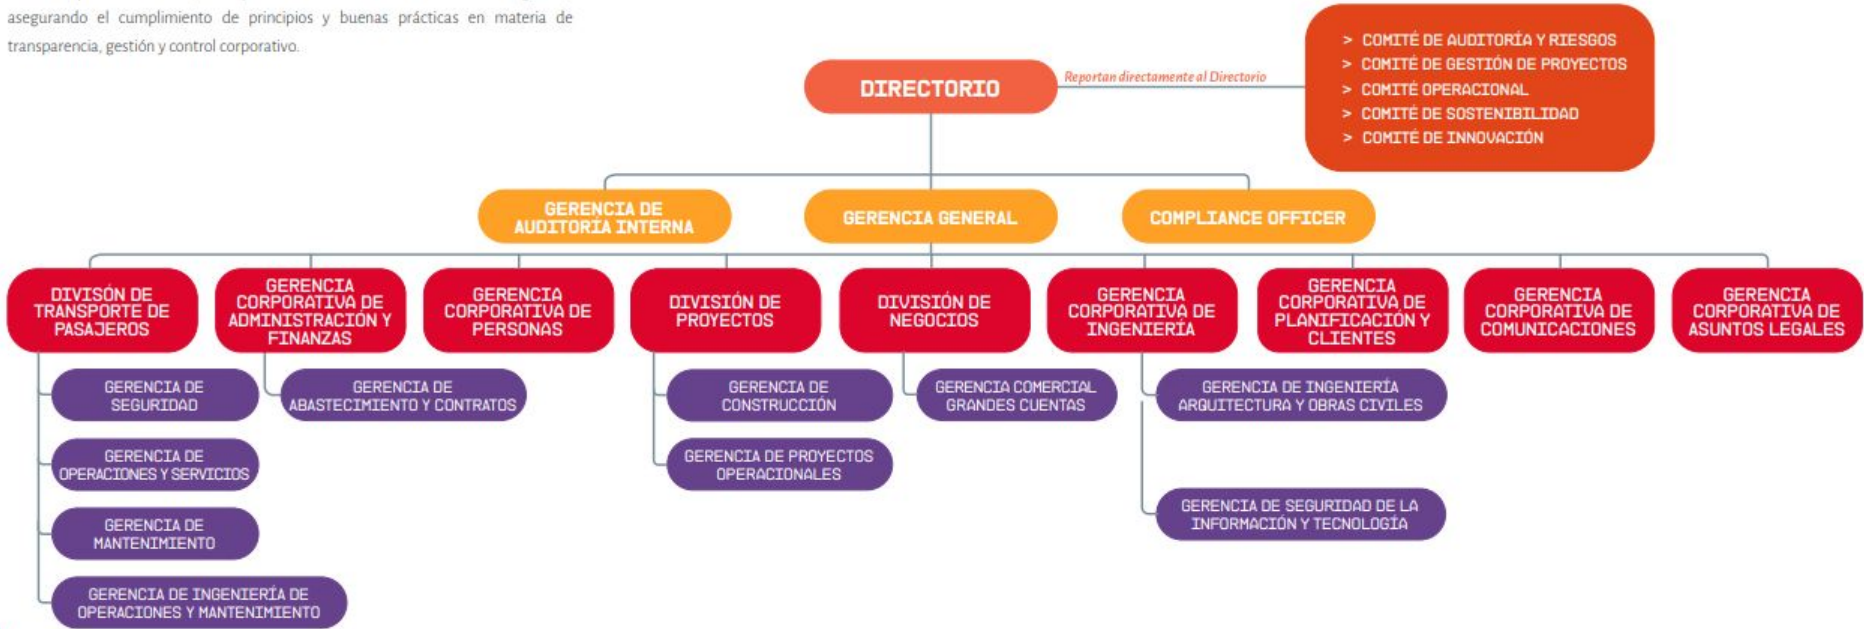 asegurando el cumplimiento de principios y buenas prácticas en materia de
transparencia, gestión y control corporativo.
DIRECTORIO
Reportan directamente al Directorio
> COMITÉ DE AUDITORÍA Y RIESGOS
> COMITÉ DE GESTIÓN DE PROYECTOS
> COMITÉ OPERACIONAL
> COMITÉ DE SOSTENIBILIDAD
> COMITÉ DE INNOVACIÓN
GERENCIA DE
AUDITORÍA INTERNA
GERENCIA GENERAL
COMPLIANCE OFFICER
DIVISÓN DE
TRANSPORTE DE
PASAJEROS
GERENCIA
CORPORATIVA DE
ADMINISTRACIÓN Y
FINANZAS
GERENCIA
CORPORATIVA DE
PERSONAS
DIVISIÓN DE
PROYECTOS
DIVISIÓN DE
NEGOCIOS
GERENCIA
CORPORATIVA DE
INGENIERÍA
GERENCIA
CORPORATIVA DE
PLANIFICACIÓN Y
CLIENTES
GERENCIA
CORPORATIVA DE
COMUNICACIONES
GERENCIA
CORPORATIVA DE
ASUNTOS LEGALES
GERENCIA DE
SEGURIDAD
GERENCIA DE
OPERACIONES Y SERVICIOS
GERENCIA DE
MANTENIMIENTO
GERENCIA DE INGENIERÍA DE
OPERACIONES Y MANTENIMIENTO
GERENCIA DE
ABASTECIMIENTO Y CONTRATOS
GERENCIA DE
CONSTRUCCIÓN
GERENCIA DE PROYECTOS
OPERACIONALES
GERENCIA COMERCIAL
GRANDES CUENTAS
GERENCIA DE INGENIERÍA
ARQUITECTURA Y OBRAS CIVILES
GERENCIA DE SEGURIDAD DE LA
INFORMACIÓN Y TECNOLOGÍA